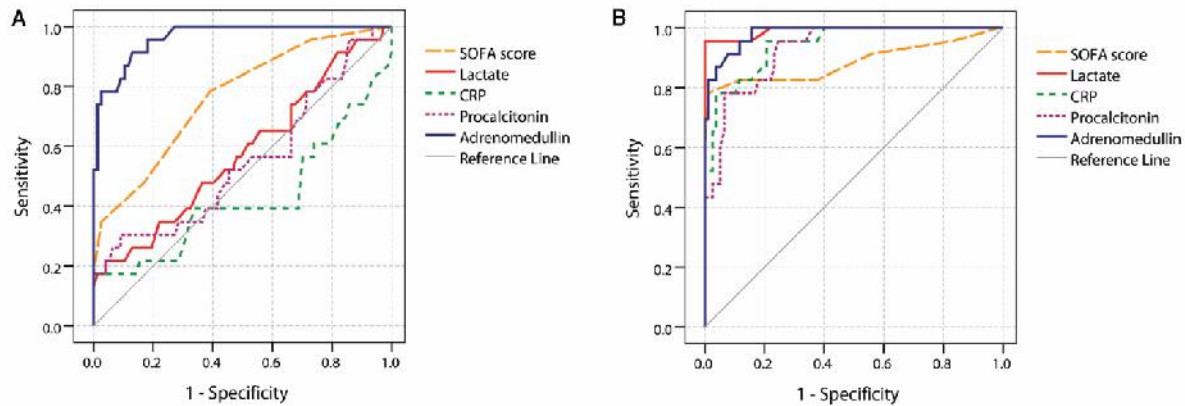 A
Sensitivity
1.0
0.8
0.6
0.4
0.2
0.0
0.0 0.2 0.4 0.6 0.8 1.0
1 - Specificity
SOFA score
Lactate
CRP
Procalcitonin
Adrenomedullin
Reference Line
B
Sensitivity
1.0
0.8
0.6
0.4
0.2
0.0
0.0 0.2 0.4 0.6 0.8 1.0
1 - Specificity
SOFA score
Lactate
CRP
Procalcitonin
Adrenomedullin
Reference Line